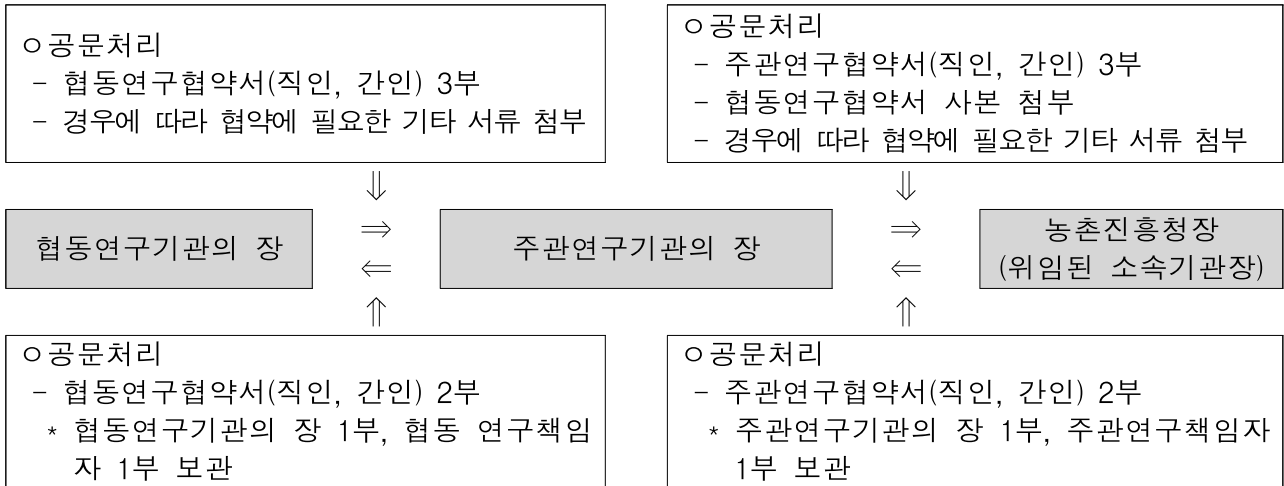 ㅇ공문처리
- 협동연구협약서(직인, 간인) 3부
- 경우에 따라 협약에 필요한 기타 서류 첨부
ㅇ공문처리
- 주관연구협약서(직인, 간인) 3부
- 협동연구협약서 사본 첨부
- 경우에 따라 협약에 필요한 기타 서류 첨부
⇓ ⇓
협동연구기관의 장 ⇒ 주관연구기관의 장 ⇒ 농촌진흥청장
⇐ ⇐ (위임된 소속기관장)
⇑ ⇑
ㅇ공문처리
- 협동연구협약서(직인, 간인) 2부
* 협동연구기관의 장 1부, 협동 연구책임
자 1부 보관
ㅇ공문처리
- 주관연구협약서(직인, 간인) 2부
* 주관연구기관의 장 1부, 주관연구책임자
1부 보관